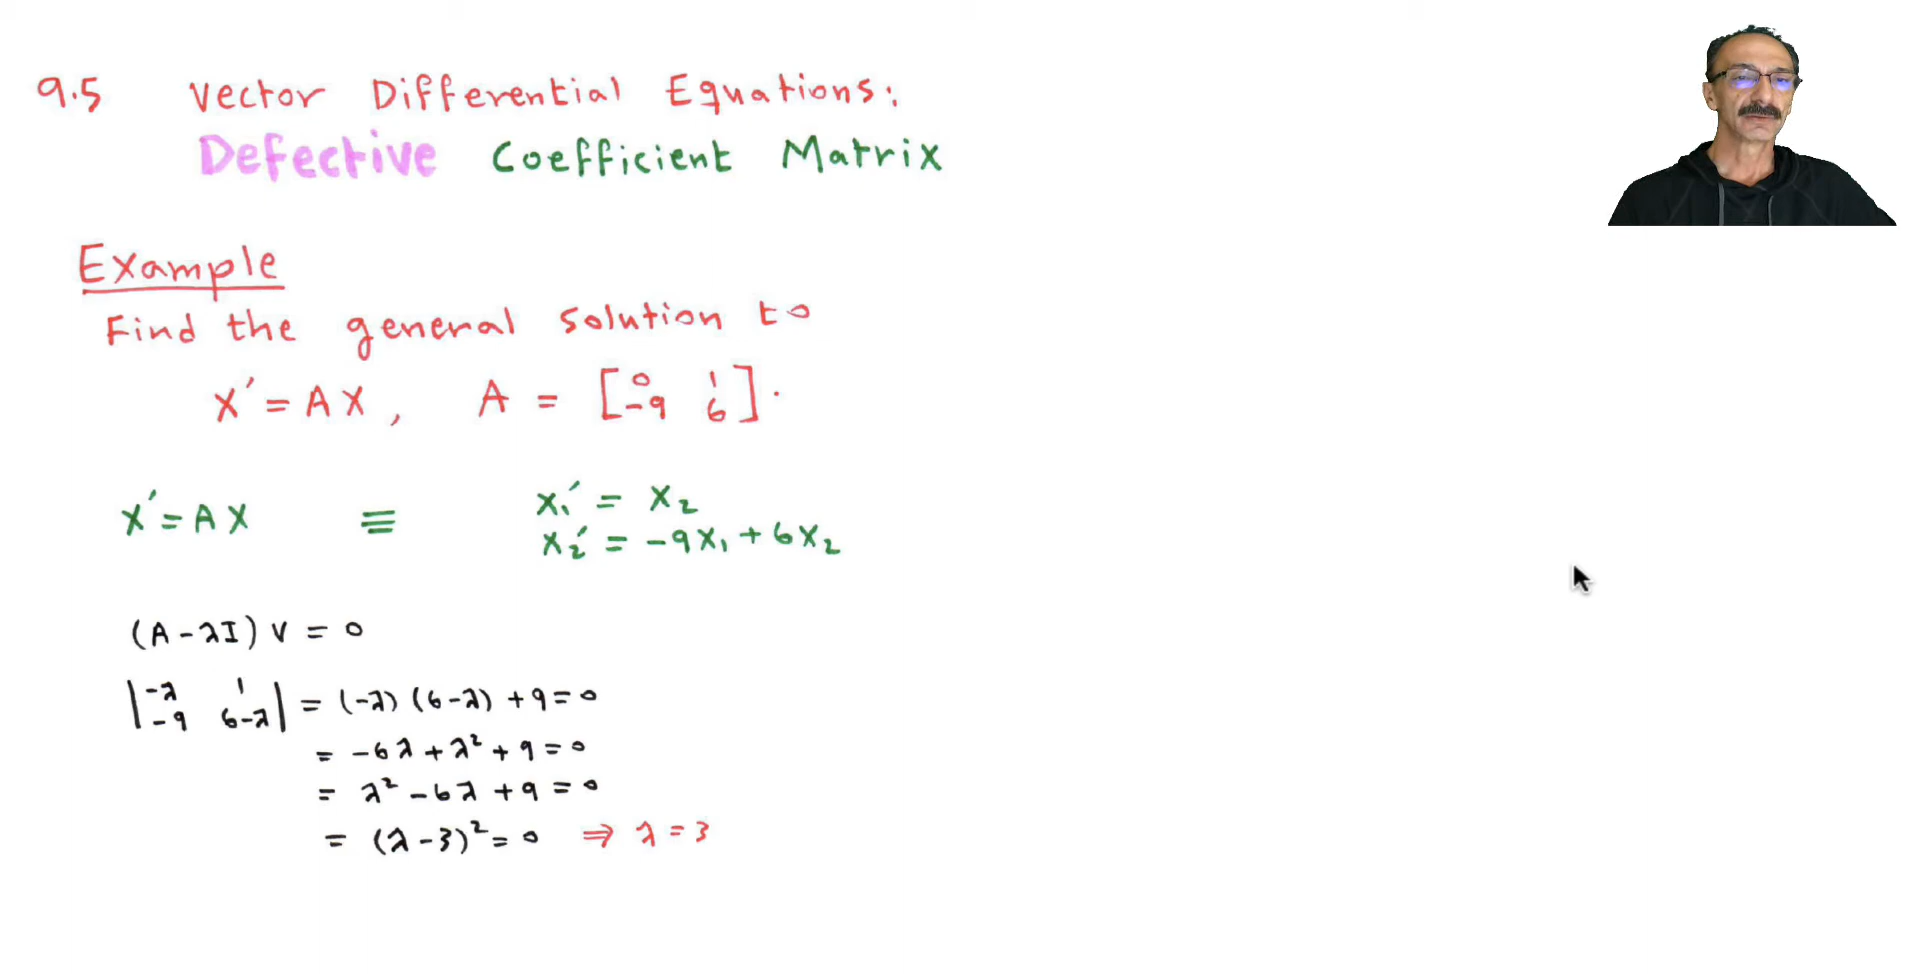 9.5 Vector Differential Equations:
Defective Coefficient Matrix
Example
Find the general solution to
X' = AX, A = [0 1
-9 6].
X' = AX ≡ x₁' = x₂
x₂' = -9x₁ + 6x₂
(A - λI) V = 0
|-λ 1
-9 6-λ| = (-λ) (6-λ) + 9 = 0
= -6λ + λ² + 9 = 0
= λ² - 6λ + 9 = 0
= (λ - 3)² = 0 ⇒ λ = 3